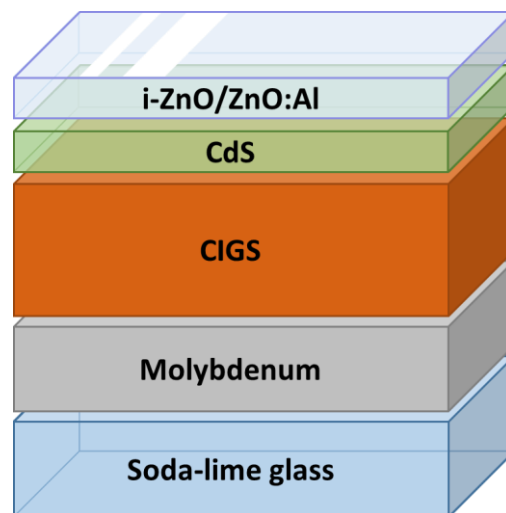 i-ZnO/ZnO:Al
CdS
CIGS
Molybdenum
Soda-lime glass